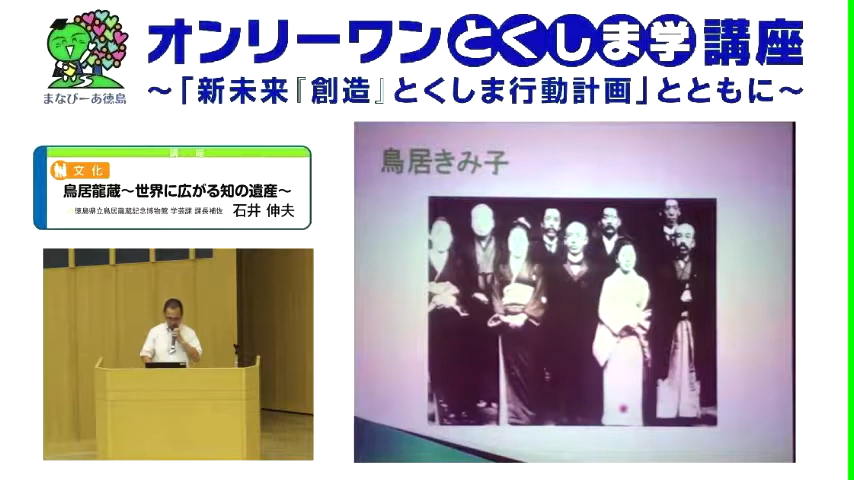 オンリーワンとくしま学講座
～「新未来『創造』とくしま行動計画」とともに～
まなびーあ徳島
講座
文化
鳥居龍蔵～世界に広がる知の遺産～
徳島県立鳥居龍蔵記念博物館 学芸課 課長補佐 石井 伸夫
鳥居きみ子